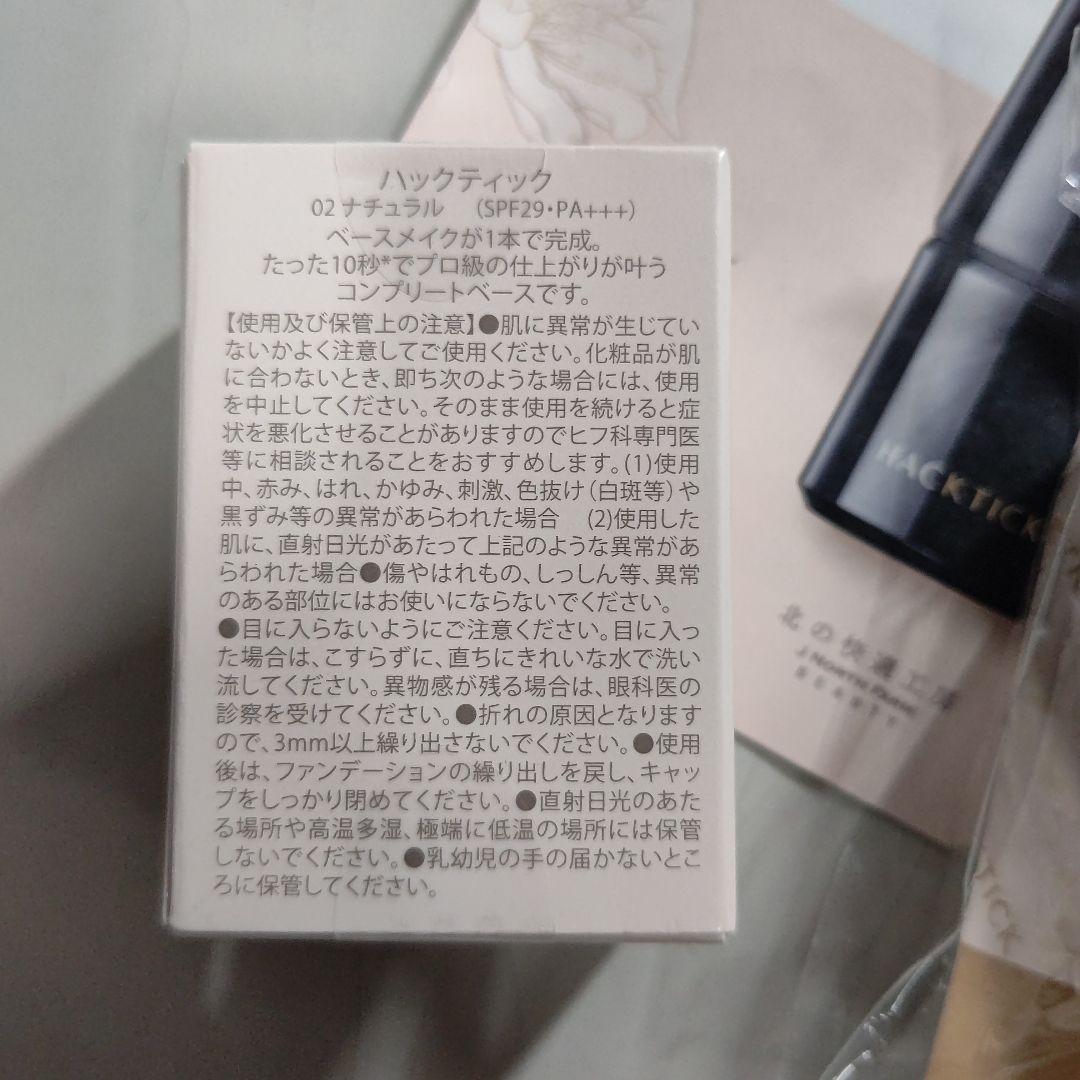 ハックティック
02 ナチュラル （SPF29・PA+++）
ベースメイクが1本で完成。
たった10秒*でプロ級の仕上がりが叶う
コンプリートベースです。
【使用及び保管上の注意】●肌に異常が生じてい
ないかよく注意してご使用ください。化粧品が肌
に合わないとき、即ち次のような場合には、使用
を中止してください。そのまま使用を続けると症
状を悪化させることがありますのでヒフ科専門医
等に相談されることをおすすめします。(1)使用
中、赤み、はれ、かゆみ、刺激、色抜け（白斑等）や
黒ずみ等の異常があらわれた場合 (2)使用した
肌に、直射日光があたって上記のような異常があ
らわれた場合●傷やはれもの、しっしん等、異常
のある部位にはお使いにならないでください。
●目に入らないようにご注意ください。目に入っ
た場合は、こすらずに、直ちにきれいな水で洗い
流してください。異物感が残る場合は、眼科医の
診察を受けてください。●折れの原因となります
ので、3mm以上繰り出さないでください。●使用
後は、ファンデーションの繰り出しを戻し、キャッ
プをしっかり閉めてください。●直射日光のあた
る場所や高温多湿、極端に低温の場所には保管
しないでください。●乳幼児の手の届かないとこ
ろに保管してください。
HACKTICK
北の快適工房
J NORTH FARM
BEAUTY